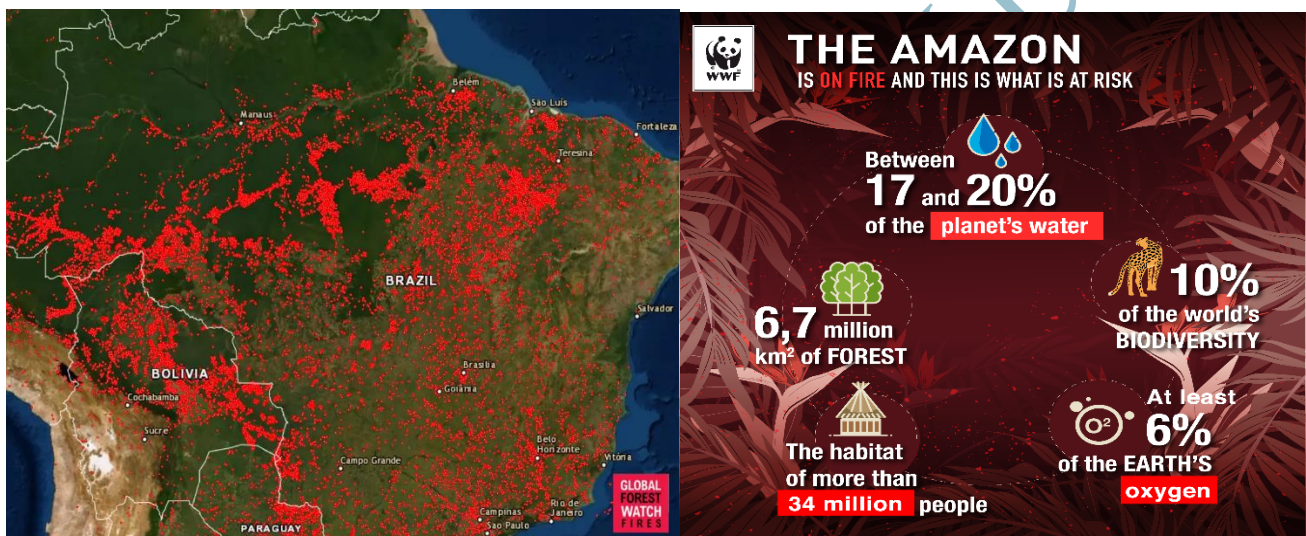 Belém
São Luís
Manaus
Fortaleza
Teresina
BRAZIL
Salvador
BOLIVIA
Brasília
Goiânia
Cochabamba
Sucre
Belo
Horizonte
Campo Grande
Vitória
GLOBAL
FOREST
WATCH
FIRES
Rio de
Janeiro
Campinas
Sao Paulo
PARAGUAY
WWF
THE AMAZON
IS ON FIRE AND THIS IS WHAT IS AT RISK
Between
17 and 20%
of the planet's water
10%
of the world's
BIODIVERSITY
6,7 million
km² of FOREST
At least
O² 6%
of the EARTH'S
oxygen
The habitat
of more than
34 million people